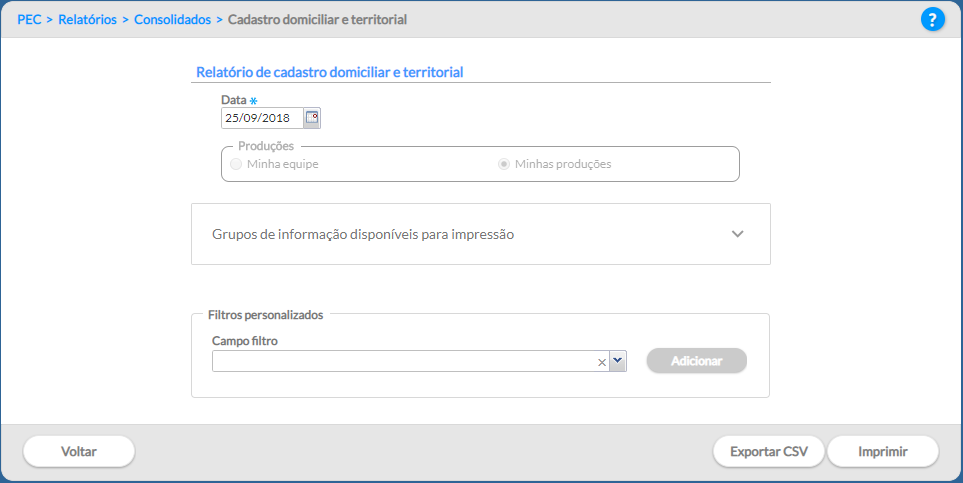 PEC > Relatórios > Consolidados > Cadastro domiciliar e territorial
?
Relatório de cadastro domiciliar e territorial
Data *
25/09/2018
Produções
Minha equipe Minhas produções
Grupos de informação disponíveis para impressão
Filtros personalizados
Campo filtro
Adicionar
Voltar Exportar CSV Imprimir